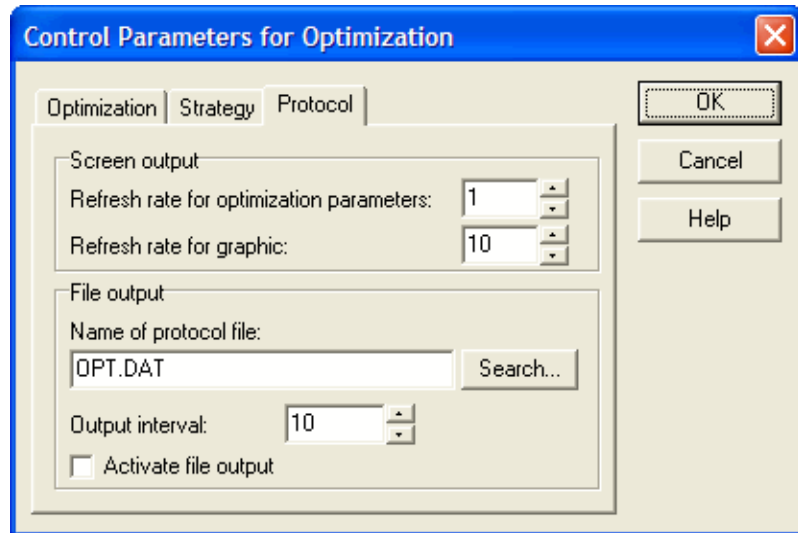 Control Parameters for Optimization
Optimization Strategy Protocol
OK
Cancel
Help
Screen output
Refresh rate for optimization parameters: 1
Refresh rate for graphic: 10
File output
Name of protocol file:
OPT.DAT Search...
Output interval: 10
Activate file output